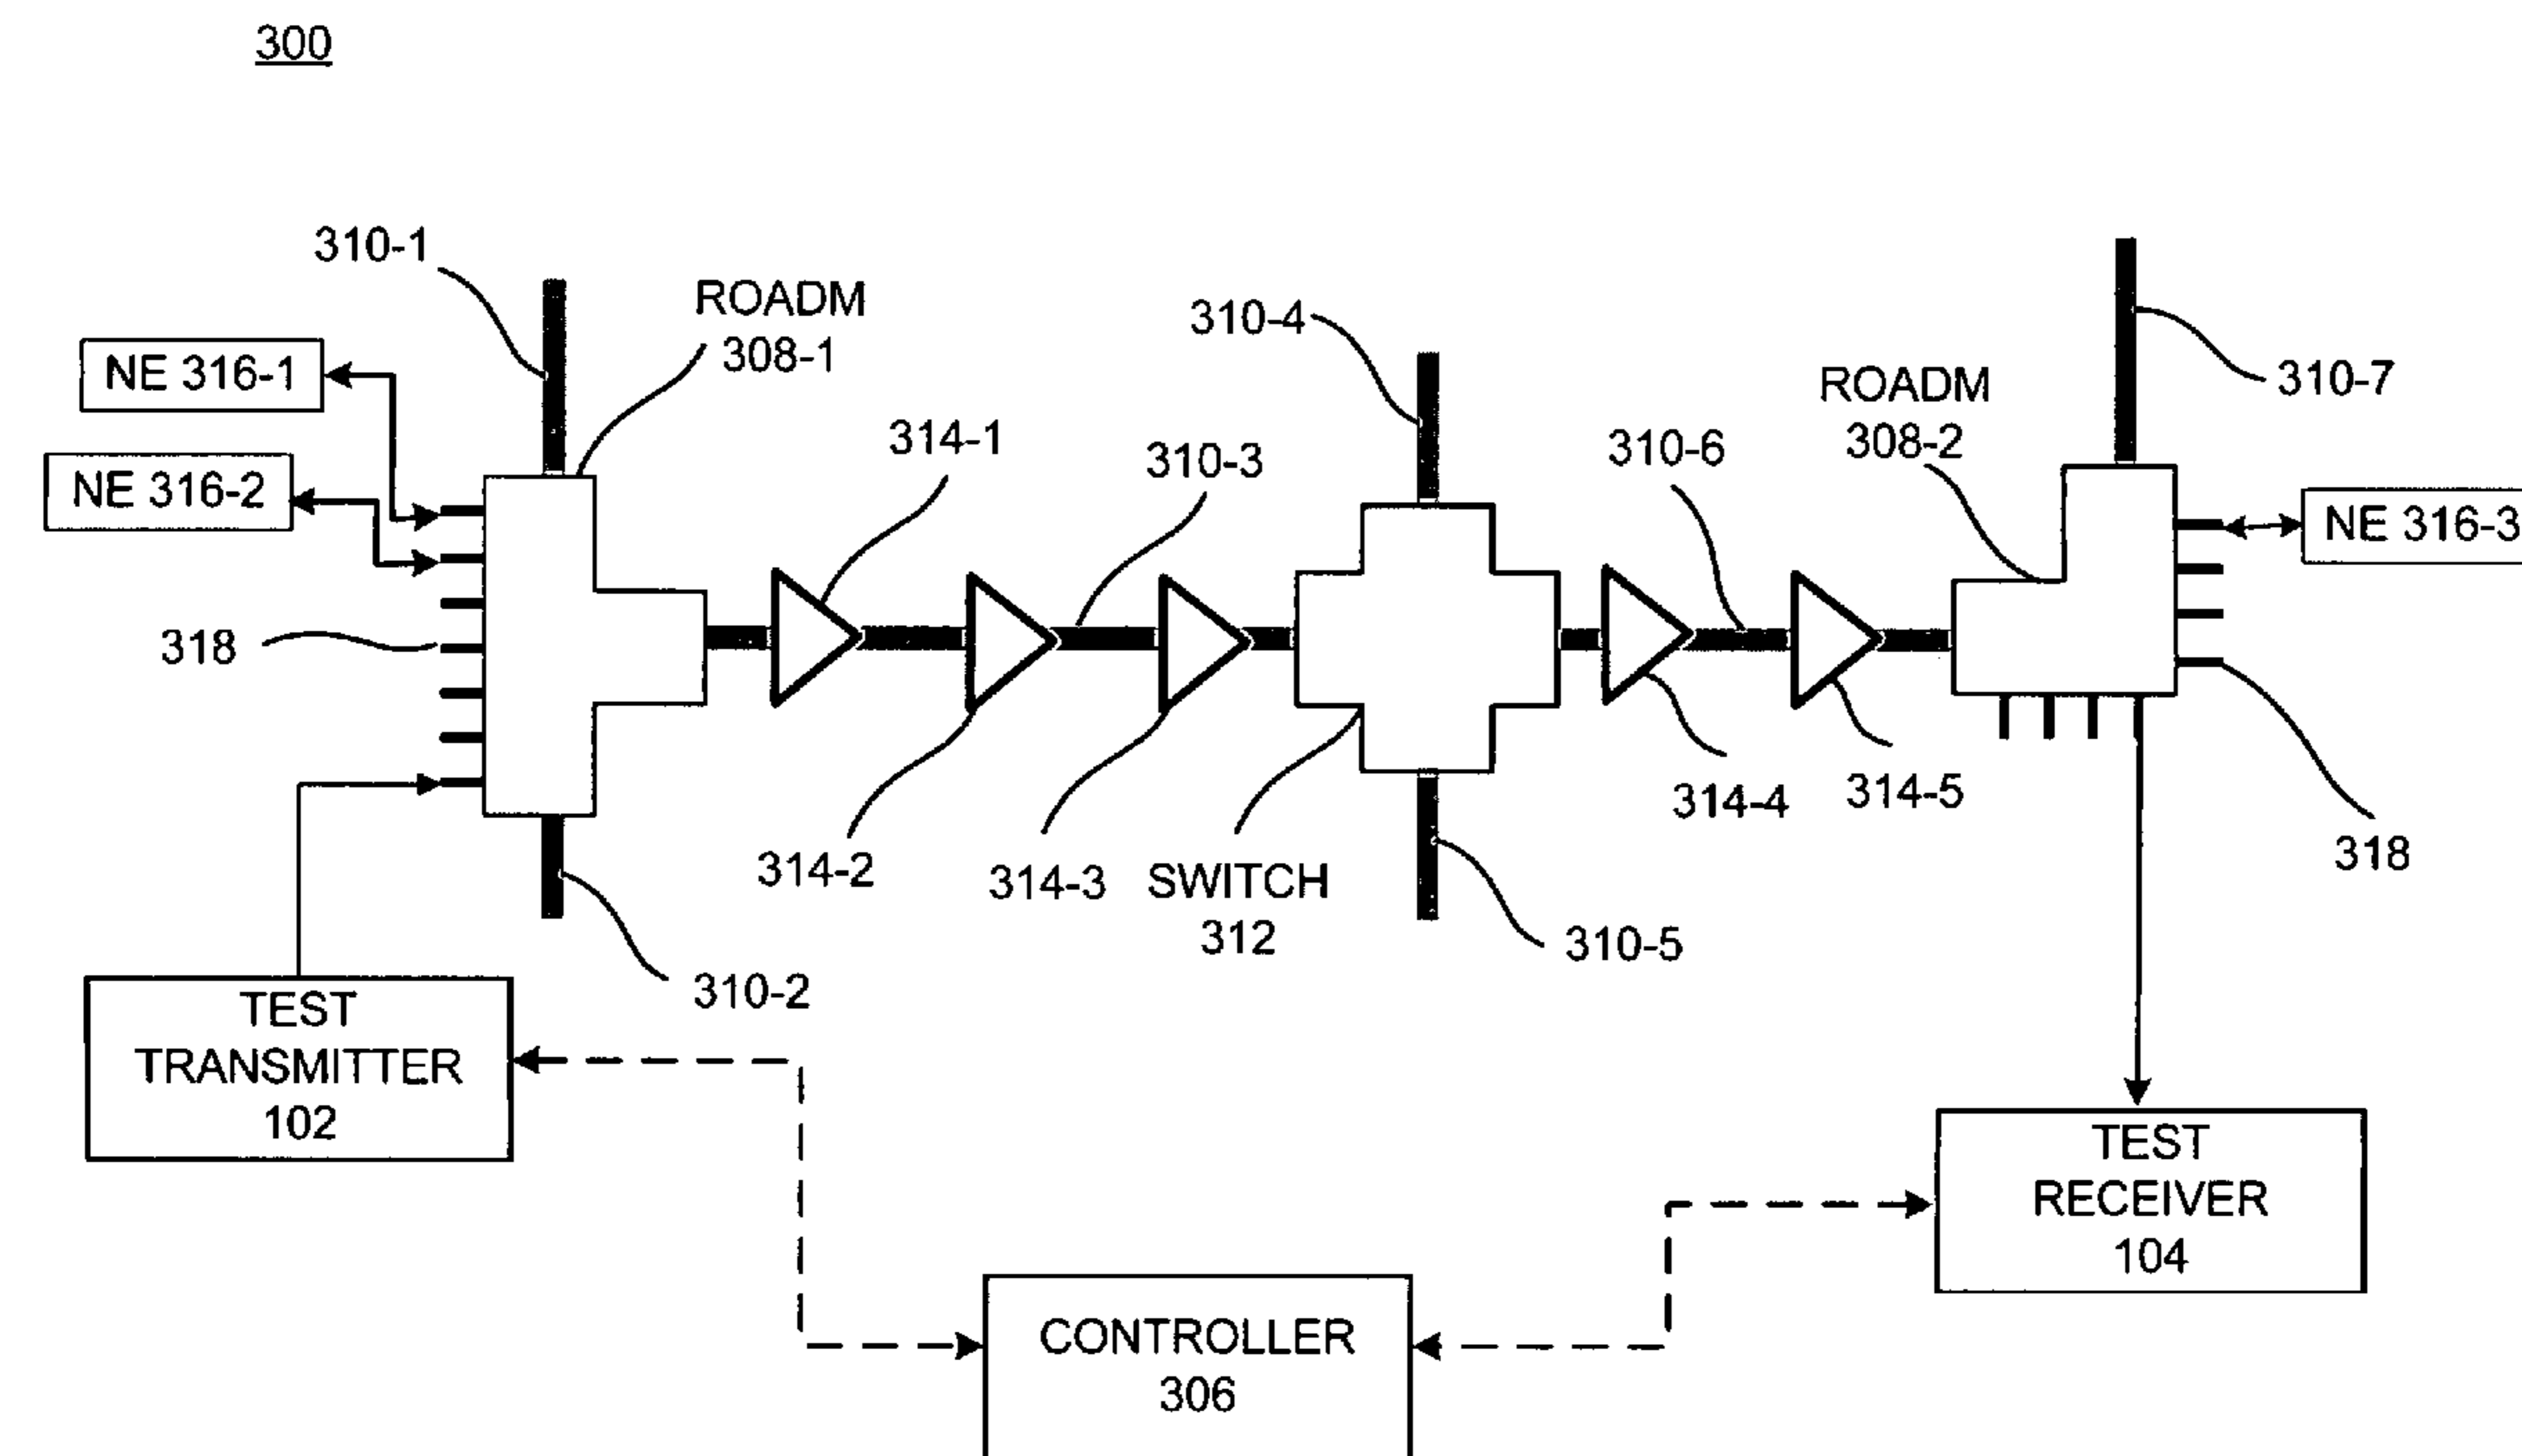 300
310-1
ROADM
308-1
310-4
ROADM
308-2
310-7
NE 316-1
NE 316-2
314-1
310-3
310-6
NE 316-3
318
314-2
314-3
SWITCH
312
314-4
314-5
318
310-5
310-2
TEST
TRANSMITTER
102
TEST
RECEIVER
104
CONTROLLER
306